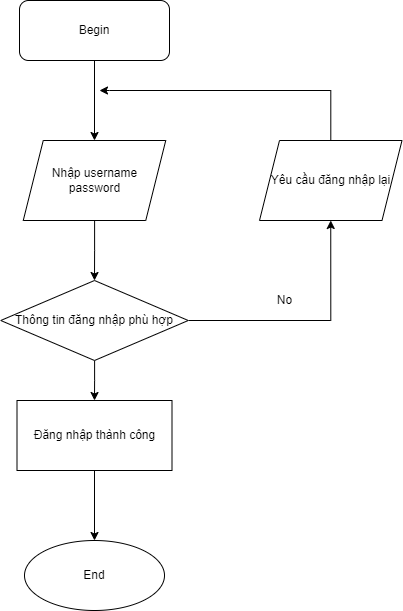 Begin
Nhập username
password
Yêu cầu đăng nhập lại
Thông tin đăng nhập phù hợp
No
Đăng nhập thành công
End